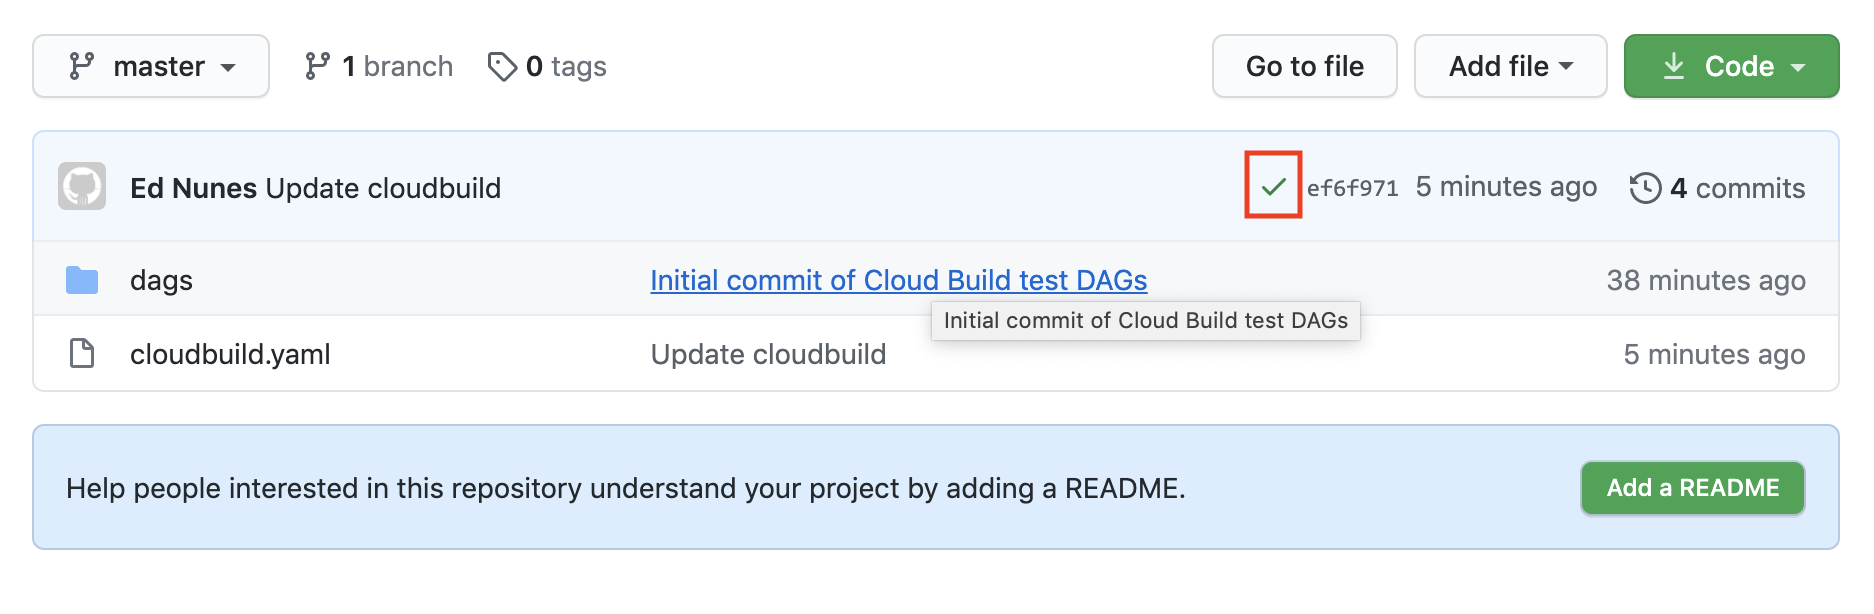 master 1 branch 0 tags Go to file Add file Code
Ed Nunes Update cloudbuild ef6f971 5 minutes ago 4 commits
dags Initial commit of Cloud Build test DAGs 38 minutes ago
Initial commit of Cloud Build test DAGs
cloudbuild.yaml Update cloudbuild 5 minutes ago
Help people interested in this repository understand your project by adding a README. Add a README